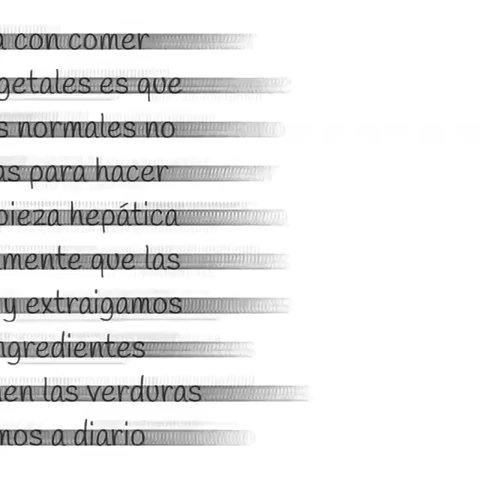 a con comer
getales es que
s normales no
as para hacer
pieza hepática
mente que las
y extraigamos
ngredientes
en las verduras
mos a diario